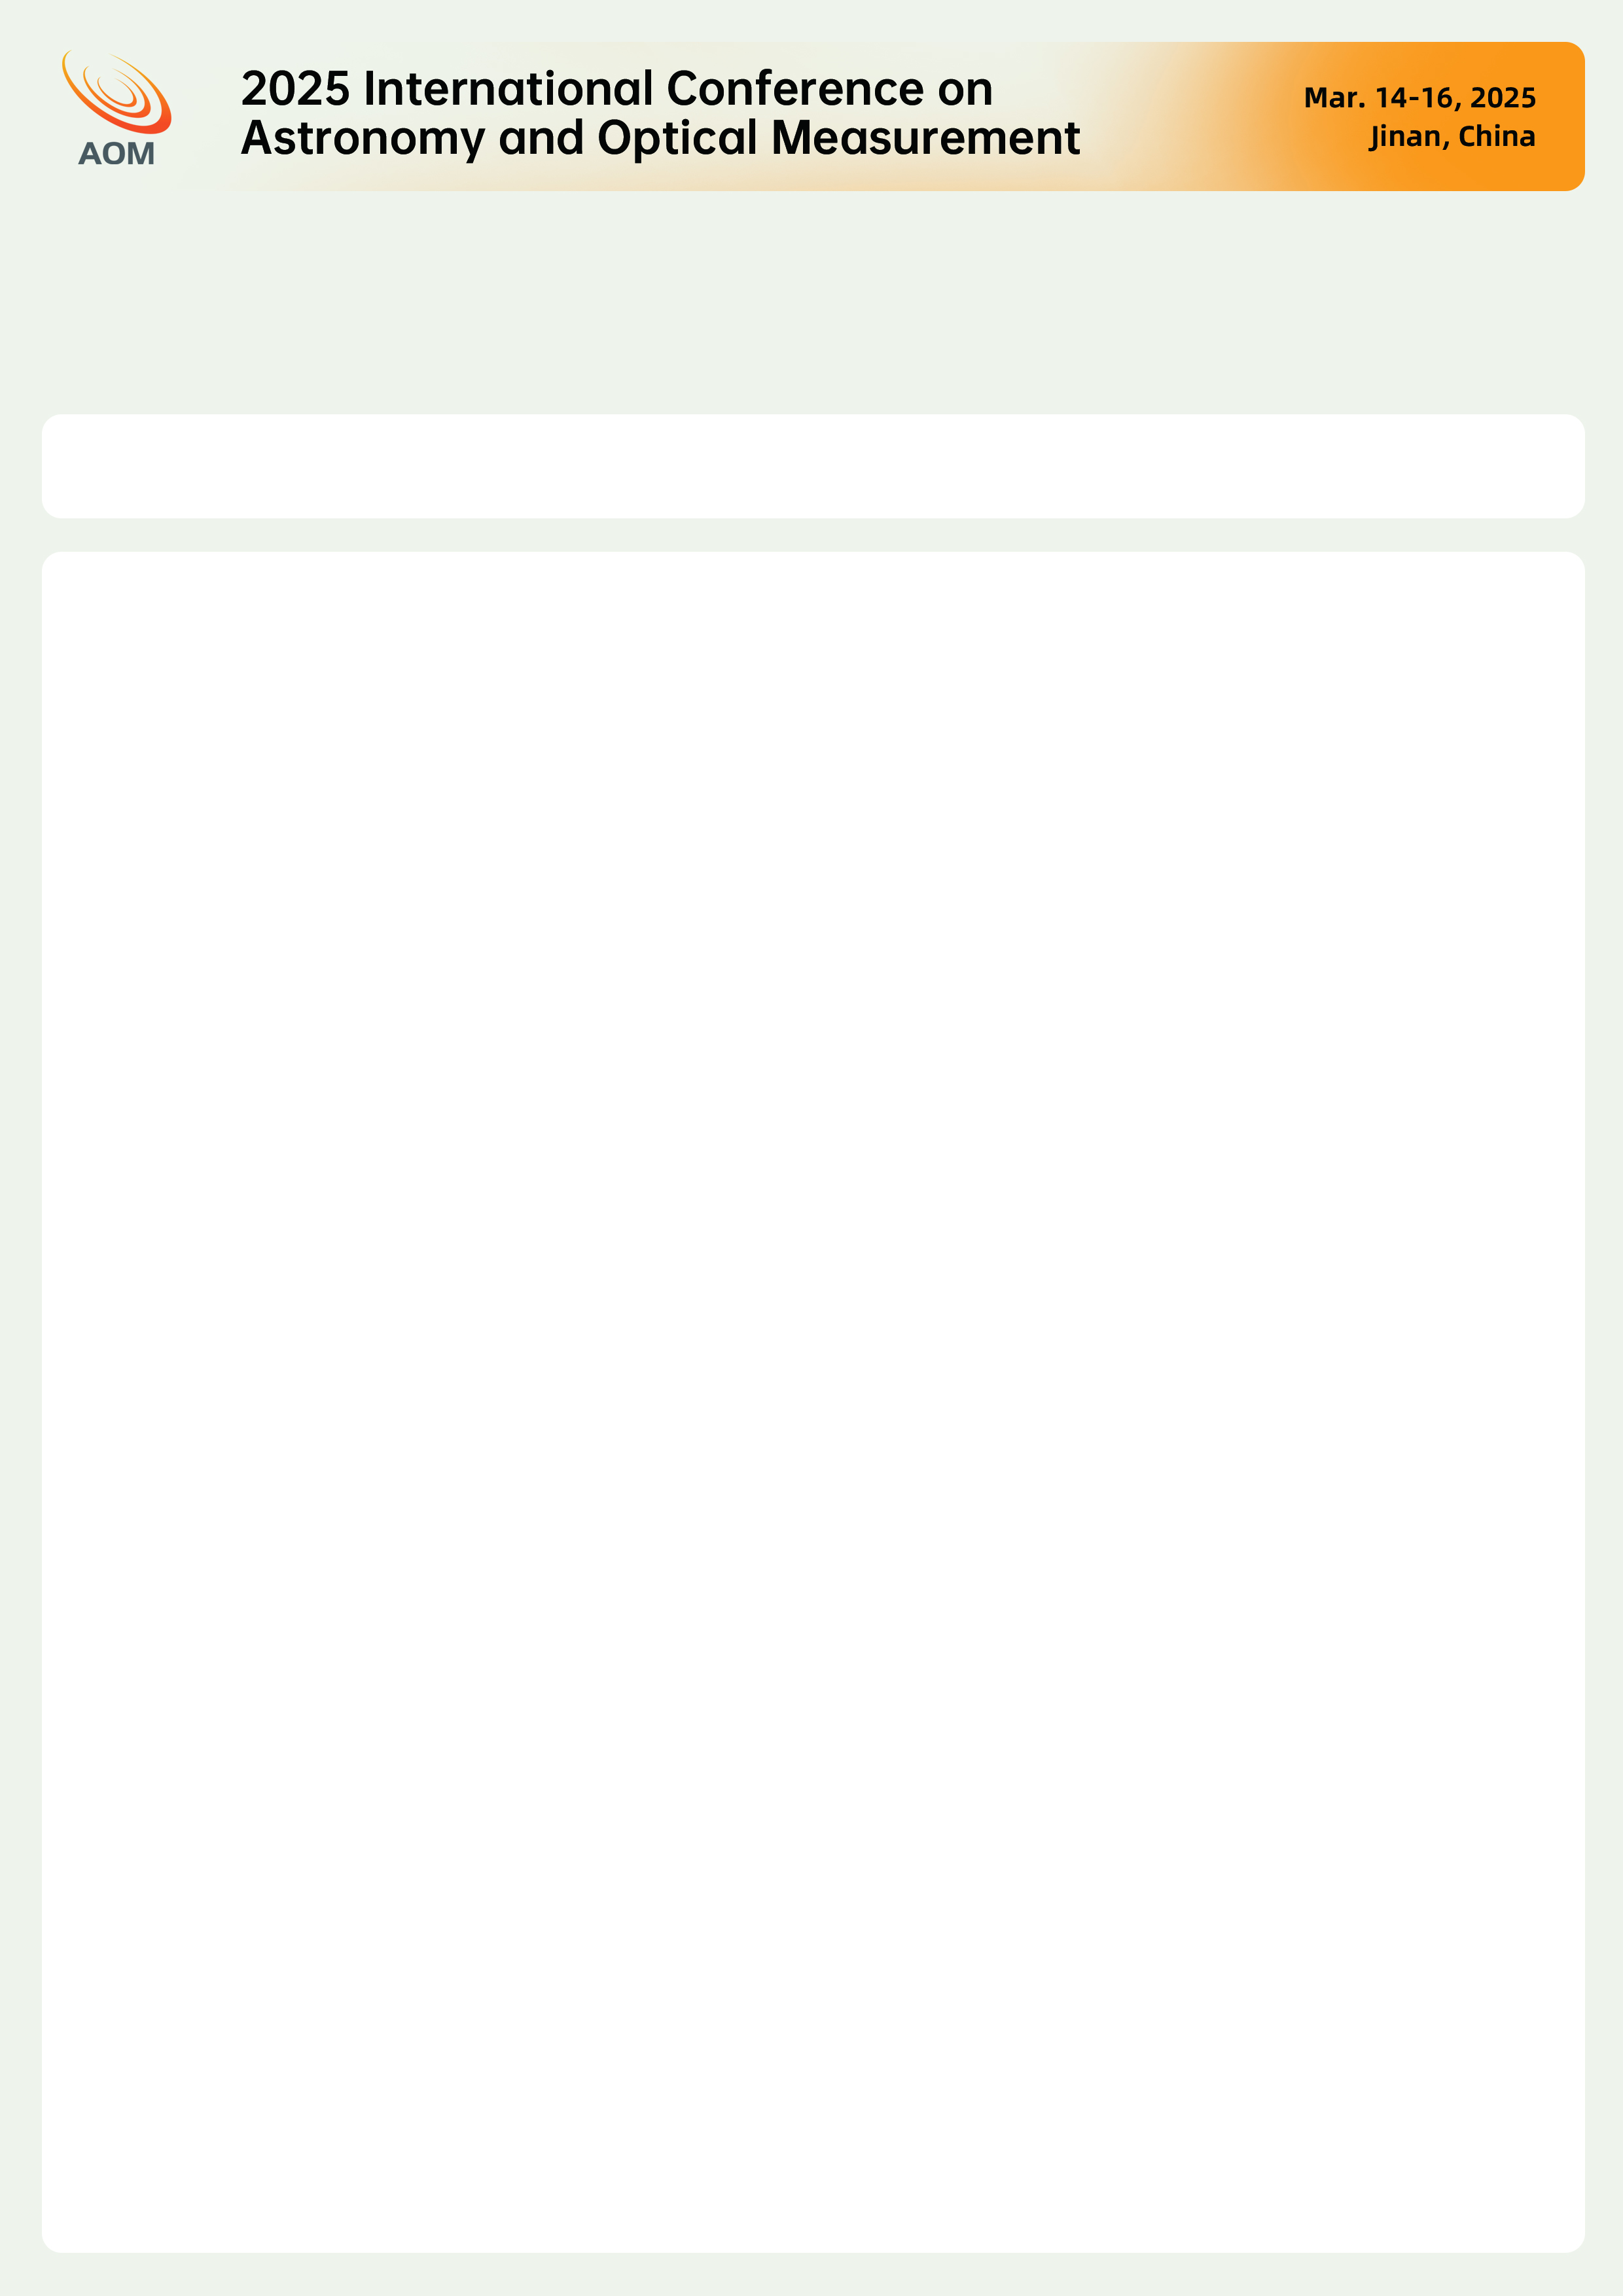 AOM
2025 International Conference on
Astronomy and Optical Measurement
Mar. 14-16, 2025
Jinan, China